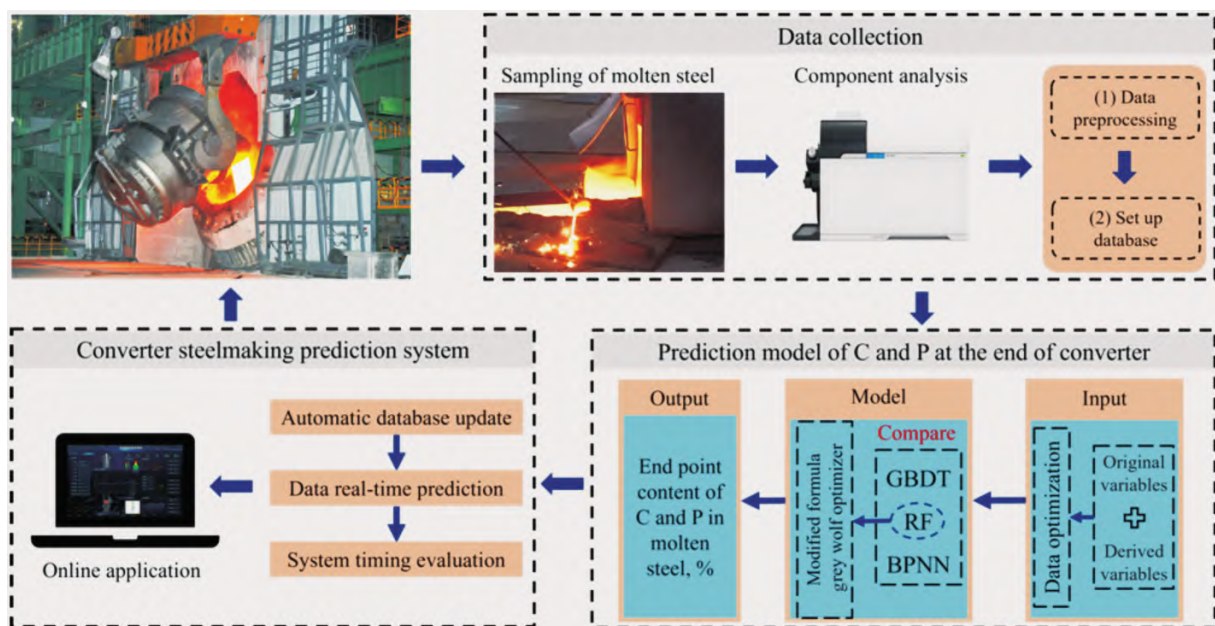 Data collection
Sampling of molten steel
Component analysis
(1) Data
preprocessing
(2) Set up
database
Converter steelmaking prediction system
Automatic database update
Data real-time prediction
System timing evaluation
Online application
Prediction model of C and P at the end of converter
Output
End point
content of
C and P in
molten
steel, %
Model
Modified formula
grey wolf optimizer
Compare
GBDT
RF
BPNN
Input
Data optimization
Original
variables
Derived
variables